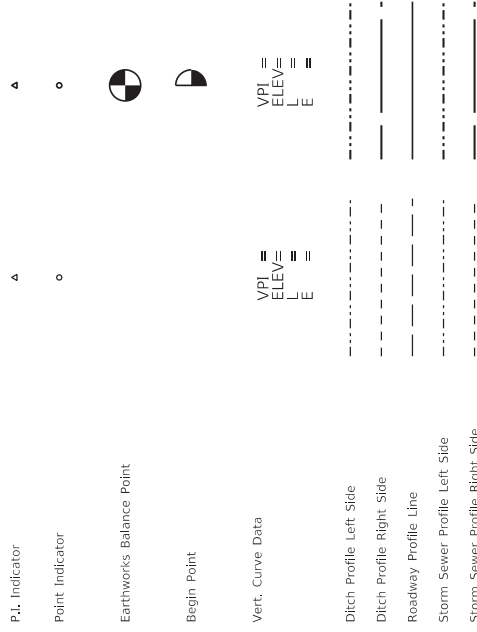 P.I. Indicator
Point Indicator
Earthworks Balance Point
Begin Point
Vert. Curve Data
VPI =
ELEV=
L =
E =
VPI =
ELEV=
L =
E =
Ditch Profile Left Side
Ditch Profile Right Side
Roadway Profile Line
Storm Sewer Profile Left Side
Storm Sewer Profile Right Side